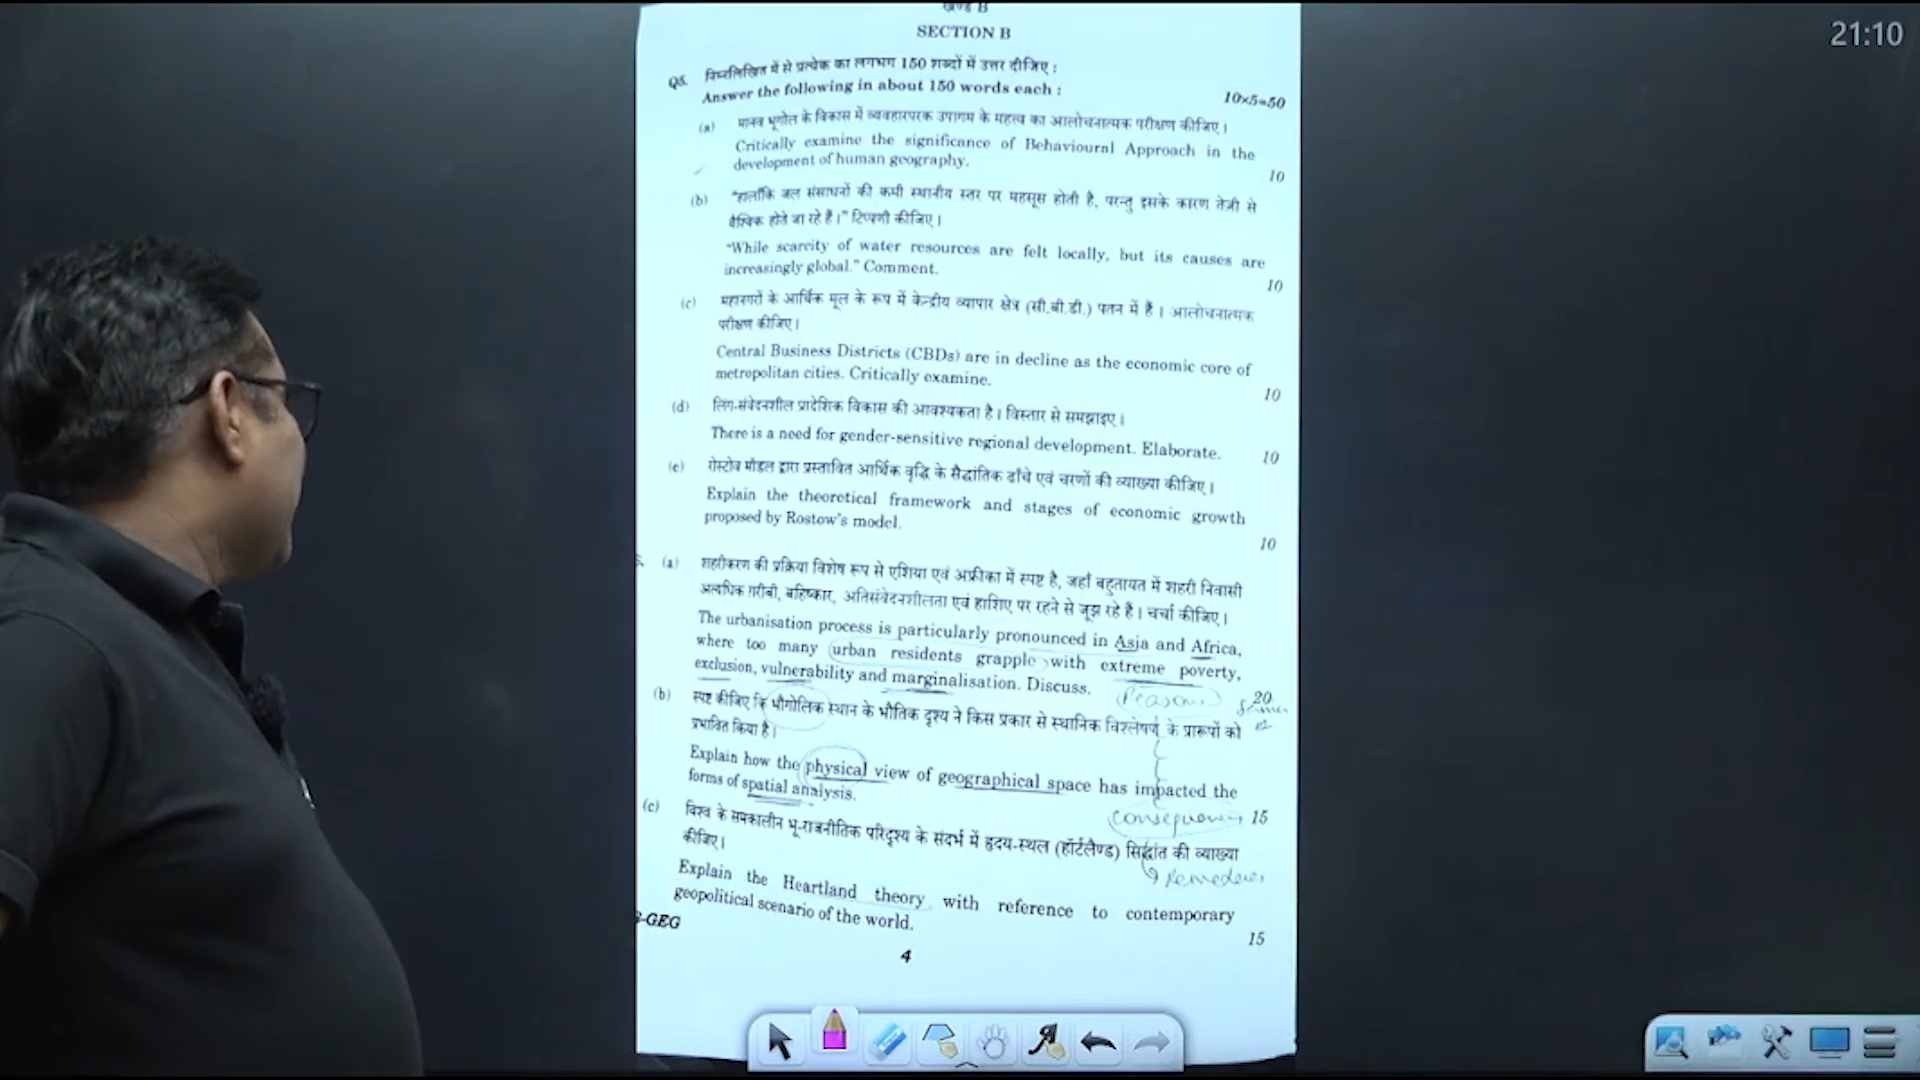 खण्ड B
SECTION B
21:10
Q5. निम्नलिखित में से प्रत्येक का लगभग 150 शब्दों में उत्तर दीजिए :
Answer the following in about 150 words each :
10×5=50
(a) मानव भूगोल के विकास में व्यवहारपरक उपागम के महत्व का आलोचनात्मक परीक्षण कीजिए।
Critically examine the significance of Behavioural Approach in the
development of human geography.
10
(b) "हालाँकि जल संसाधनों की कमी स्थानीय स्तर पर महसूस होती है, परन्तु इसके कारण तेज़ी से
वैश्विक होते जा रहे हैं।" टिप्पणी कीजिए।
"While scarcity of water resources are felt locally, but its causes are
increasingly global." Comment.
10
(c) महानगरों के आर्थिक मूल के रूप में केन्द्रीय व्यापार क्षेत्र (सी.बी.डी.) पतन में हैं । आलोचनात्मक
परीक्षण कीजिए।
Central Business Districts (CBDs) are in decline as the economic core of
metropolitan cities. Critically examine.
10
(d) लिंग-संवेदनशील प्रादेशिक विकास की आवश्यकता है। विस्तार से समझाइए।
There is a need for gender-sensitive regional development. Elaborate.
10
(e) रोस्टोव मॉडल द्वारा प्रस्तावित आर्थिक वृद्धि के सैद्धांतिक ढाँचे एवं चरणों की व्याख्या कीजिए।
Explain the theoretical framework and stages of economic growth
proposed by Rostow's model.
10
(a) शहरीकरण की प्रक्रिया विशेष रूप से एशिया एवं अफ्रीका में स्पष्ट है, जहाँ बहुतायत में शहरी निवासी
अत्यधिक ग़रीबी, बहिष्कार, अतिसंवेदनशीलता एवं हाशिए पर रहने से जूझ रहे हैं। चर्चा कीजिए।
The urbanisation process is particularly pronounced in Asia and Africa,
where too many urban residents grapple with extreme poverty,
exclusion, vulnerability and marginalisation. Discuss.
Reasons
20
(b) स्पष्ट कीजिए कि भौगोलिक स्थान के भौतिक दृश्य ने किस प्रकार से स्थानिक विश्लेषण के प्रारूपों को
प्रभावित किया है।
Explain how the physical view of geographical space has impacted the
forms of spatial analysis.
15
(c) विश्व के समकालीन भू-राजनीतिक परिदृश्य के संदर्भ में हृदय-स्थल (हॉर्टलैण्ड) सिद्धांत की व्याख्या
कीजिए।
Explain the Heartland theory with reference to contemporary
geopolitical scenario of the world.
15
-GEG
4